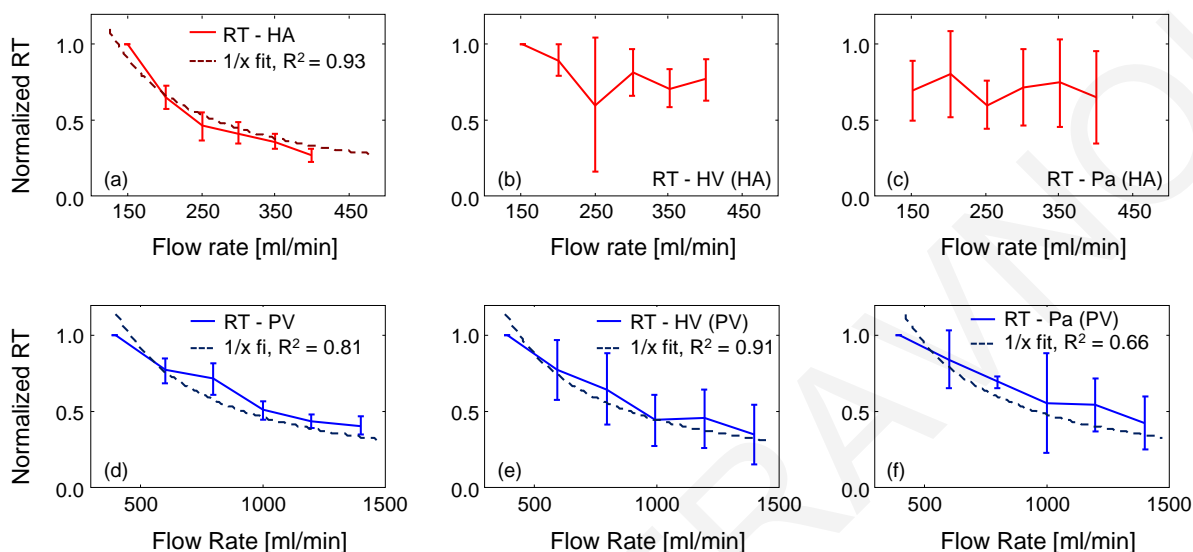 Normalized RT
1.0
0.5
0.0
RT - HA
1/x fit, R² = 0.93
(a)
150 250 350 450
Flow rate [ml/min]
1.0
0.5
0.0
(b)
RT - HV (HA)
150 250 350 450
Flow rate [ml/min]
1.0
0.5
0.0
(c)
RT - Pa (HA)
150 250 350 450
Flow rate [ml/min]
Normalized RT
1.0
0.5
0.0
RT - PV
1/x fi, R² = 0.81
(d)
500 1000 1500
Flow Rate [ml/min]
1.0
0.5
0.0
RT - HV (PV)
1/x fit, R² = 0.91
(e)
500 1000 1500
Flow Rate [ml/min]
1.0
0.5
0.0
RT - Pa (PV)
1/x fit, R² = 0.66
(f)
500 1000 1500
Flow Rate [ml/min]